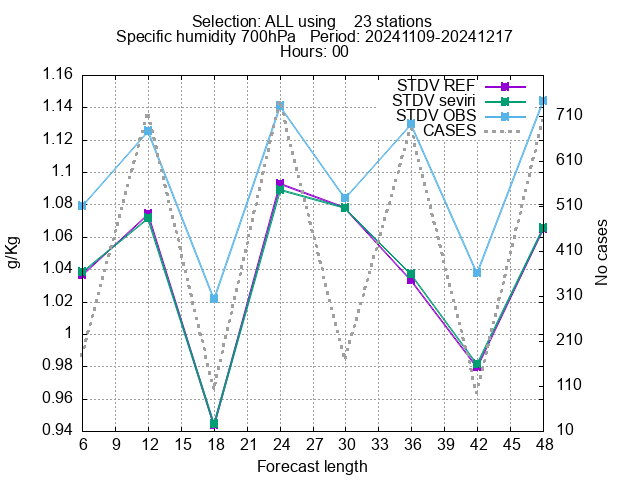 Selection: ALL using    23 stations
Specific humidity 700hPa   Period: 20241109-20241217
Hours: 00
STDV REF
STDV seviri
STDV OBS
CASES
1.16
1.14
1.12
1.1
1.08
1.06
1.04
1.02
1
0.98
0.96
0.94
g/Kg
710
610
510
410
310
210
110
10
No cases
6 9 12 15 18 21 24 27 30 33 36 39 42 45 48
Forecast length